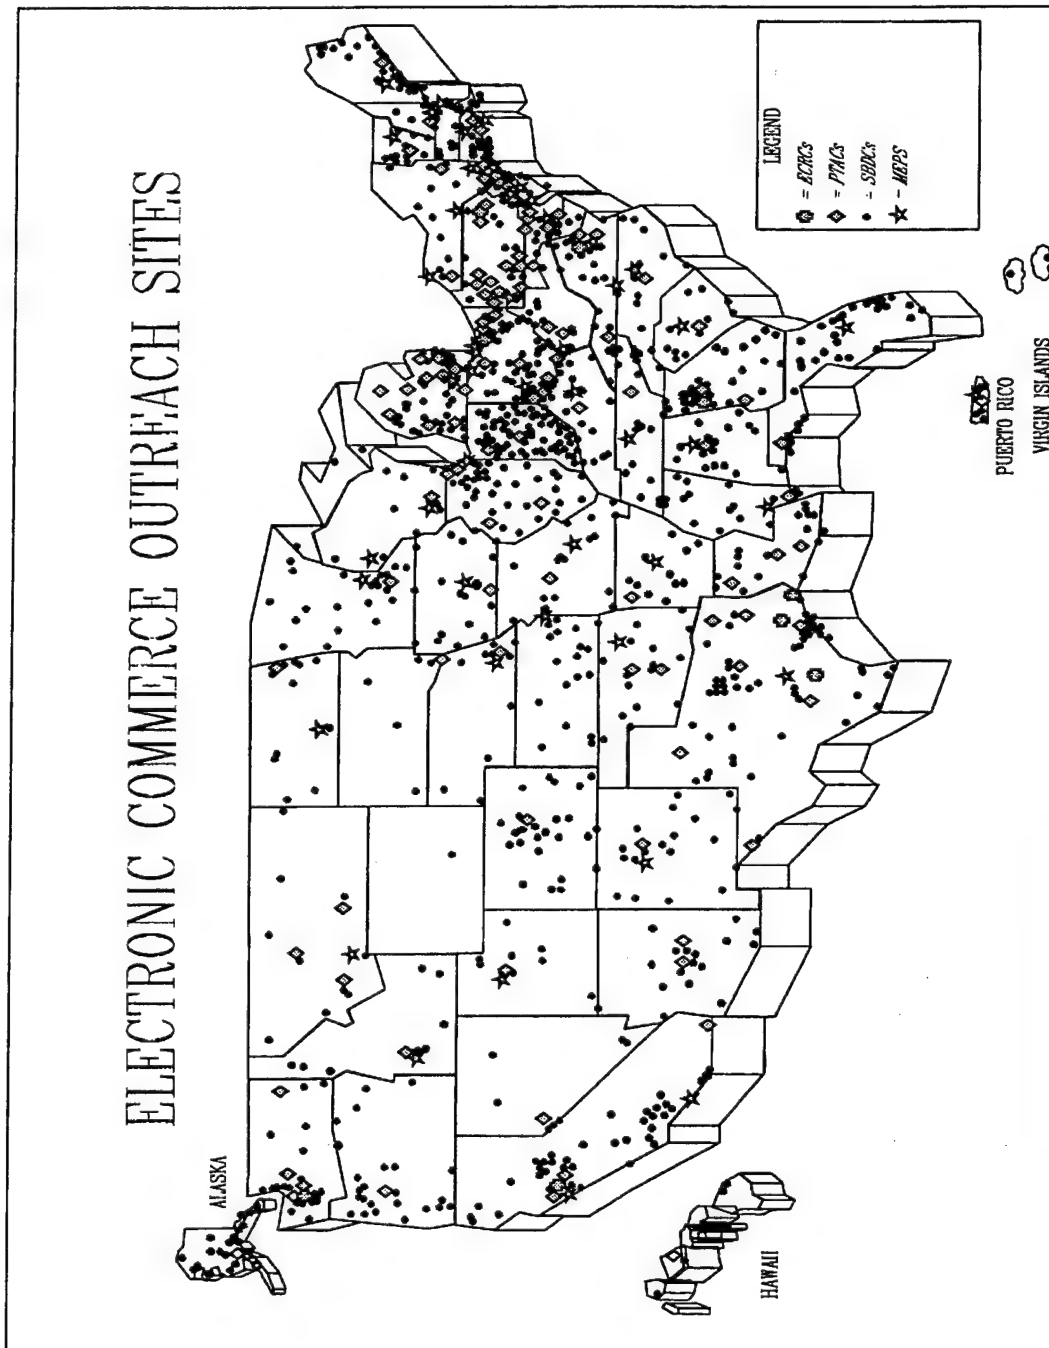 ELECTRONIC COMMERCE OUTREACH SITES
ALASKA
HAWAII
PUERTO RICO
VIRGIN ISLANDS
LEGEND
= ECRCs
= PTACs
- SBDCs
- MEPS